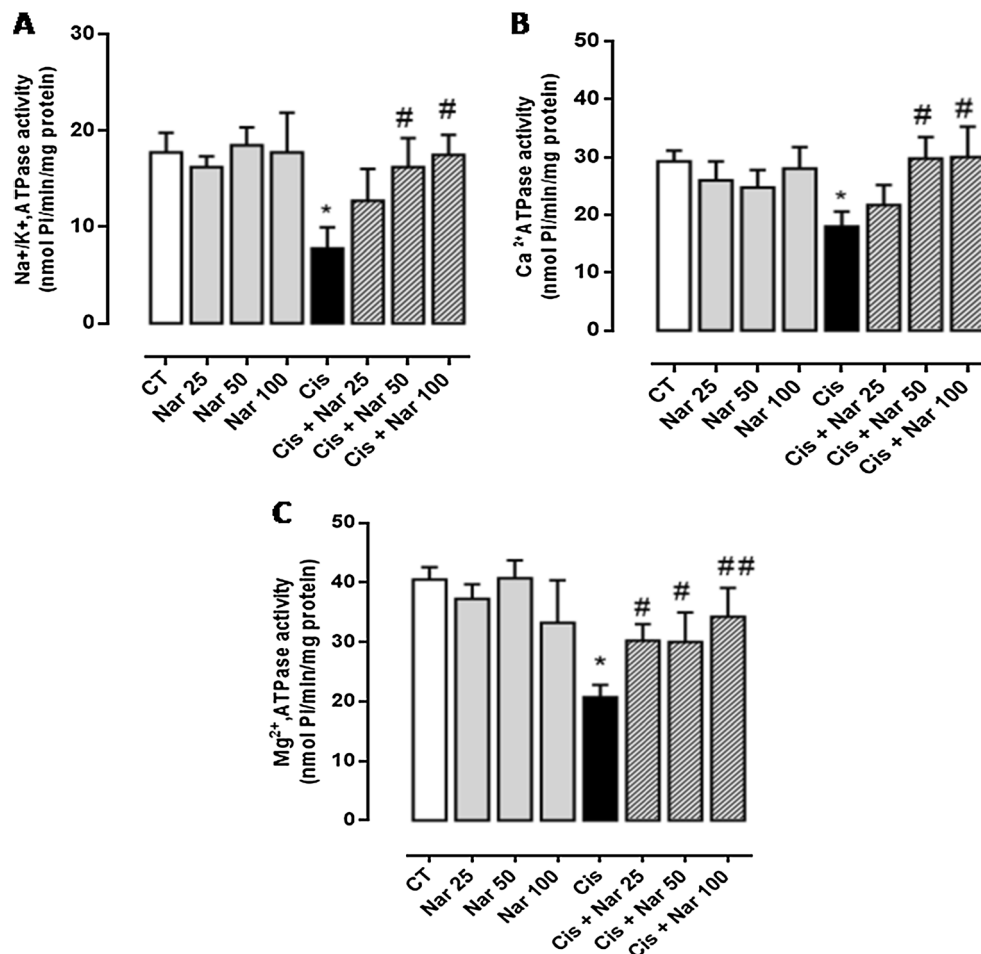 A
Na+/K+,ATPase activity
(nmol PI/mIn/mg protein)
30
20
10
0
*
#
#
CT
Nar 25
Nar 50
Nar 100
Cis
Cis + Nar 25
Cis + Nar 50
Cis + Nar 100
B
Ca 2+ATPase activity
(nmol PI/mIn/mg protein)
50
40
30
20
10
0
*
#
#
CT
Nar 25
Nar 50
Nar 100
Cis
Cis + Nar 25
Cis + Nar 50
Cis + Nar 100
C
Mg2+,ATPase activity
(nmol PI/mIn/mg protein)
50
40
30
20
10
0
*
#
#
##
CT
Nar 25
Nar 50
Nar 100
Cis
Cis + Nar 25
Cis + Nar 50
Cis + Nar 100